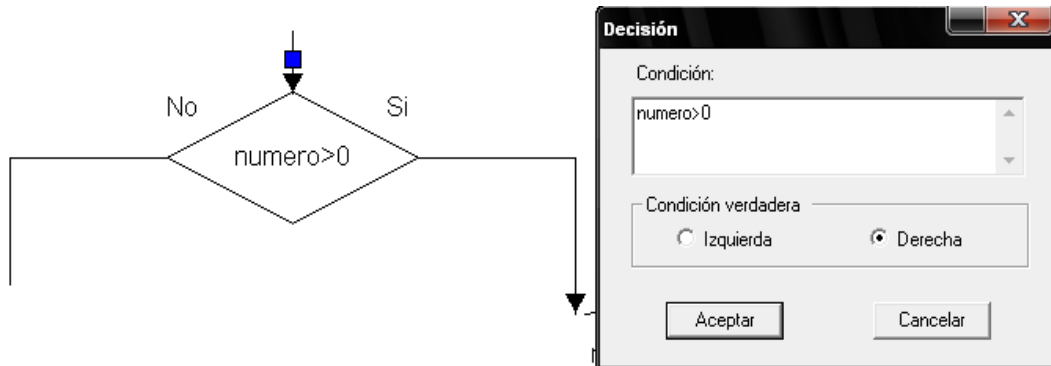 No
Si
numero>0
Decisión
Condición:
numero>0
Condición verdadera
Izquierda
Derecha
Aceptar
Cancelar